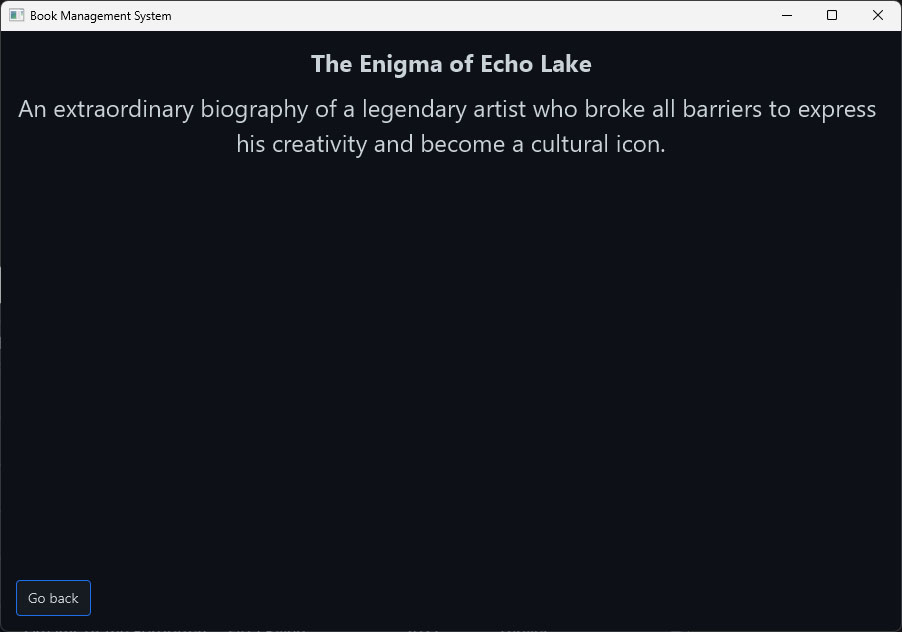 Book Management System
The Enigma of Echo Lake
An extraordinary biography of a legendary artist who broke all barriers to express
his creativity and become a cultural icon.
Go back